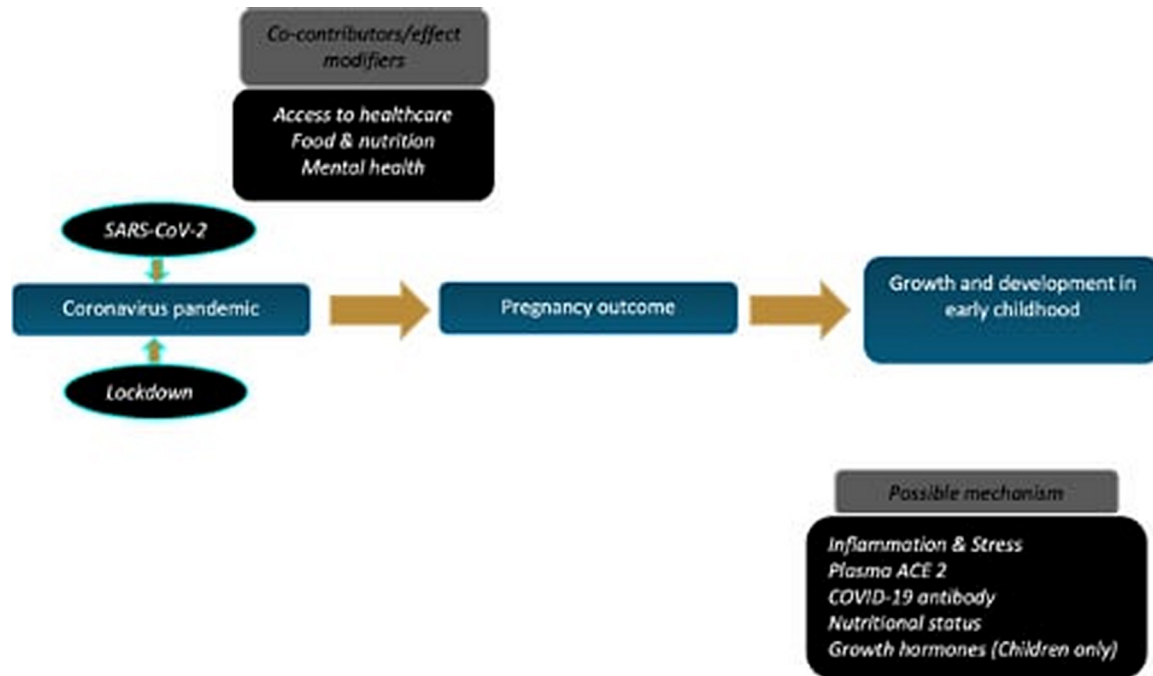 Co-contributors/effect
modifiers
Access to healthcare
Food & nutrition
Mental health
SARS-CoV-2
Coronavirus pandemic
Lockdown
Pregnancy outcome
Growth and development in
early childhood
Possible mechanism
Inflammation & Stress
Plasma ACE 2
COVID-19 antibody
Nutritional status
Growth hormones (Children only)